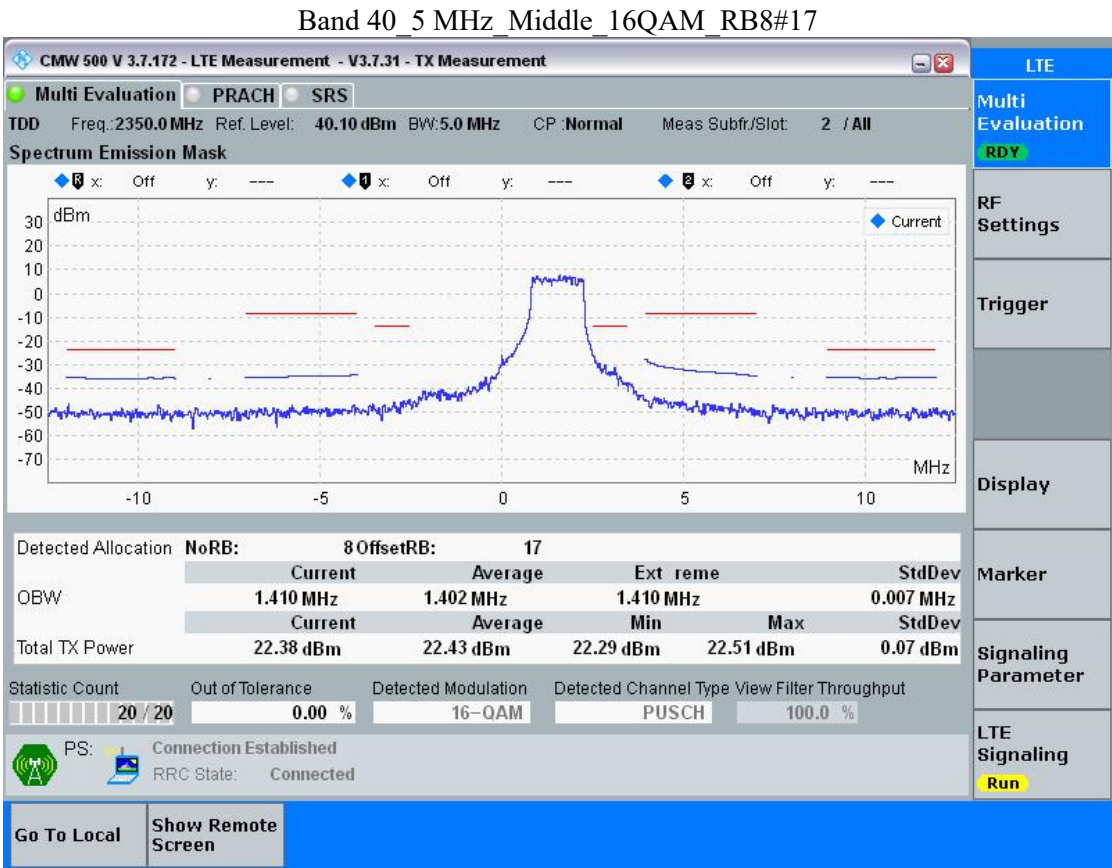 Band 40_5 MHz_Middle_16QAM_RB8#17
CMW 500 V 3.7.172 - LTE Measurement - V3.7.31 - TX Measurement
LTE
Multi Evaluation PRACH SRS
Multi
Evaluation
RDY
TDD Freq.:2350.0 MHz Ref. Level: 40.10 dBm BW:5.0 MHz CP :Normal Meas Subfr./Slot: 2 / All
Spectrum Emission Mask
R x: Off y: --- 1 x: Off y: --- 2 x: Off y: ---
dBm
Current
30
20
10
0
-10
-20
-30
-40
-50
-60
-70
MHz
-10 -5 0 5 10
RF
Settings
Trigger
Display
Marker
Signaling
Parameter
LTE
Signaling
Run
Detected Allocation NoRB: 8 OffsetRB: 17
Current Average Ext reme StdDev
OBW 1.410 MHz 1.402 MHz 1.410 MHz 0.007 MHz
Current Average Min Max StdDev
Total TX Power 22.38 dBm 22.43 dBm 22.29 dBm 22.51 dBm 0.07 dBm
Statistic Count Out of Tolerance Detected Modulation Detected Channel Type View Filter Throughput
20 / 20 0.00 % 16-QAM PUSCH 100.0 %
PS: Connection Established
RRC State: Connected
Go To Local
Show Remote
Screen